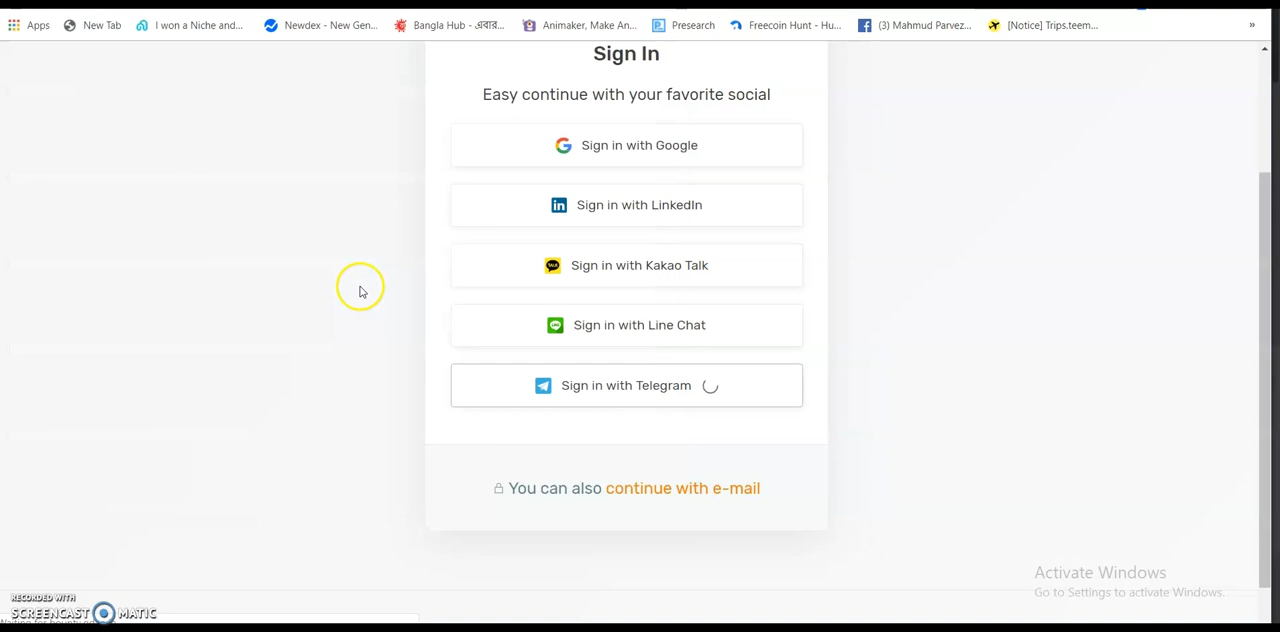 Apps New Tab I won a Niche and... Newdex - New Gen... Bangla Hub - এবার... Animaker, Make An... Presearch Freecoin Hunt - Hu... (3) Mahmud Parvez... [Notice] Trips.teem... »
Sign In
Easy continue with your favorite social
Sign in with Google
in Sign in with LinkedIn
TALK Sign in with Kakao Talk
LINE Sign in with Line Chat
Sign in with Telegram
You can also continue with e-mail
Activate Windows
Go to Settings to activate Windows.
RECORDED WITH
SCREENCAST MATIC